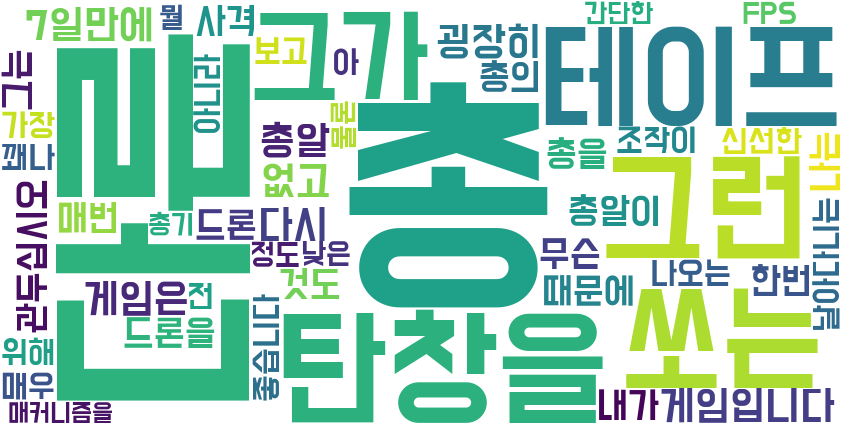 7일만에
뭘
사격
그가
간단한
FPS
보고
아
굉장히
총의
테이프
그는
아니라
가장
꽤나
총알
물론
없고
총
총을
조작이
신선한
그런
관두십시오
매번
총기
드론
다시
정도
낮은
총알이
무슨
때문에
나오는
한번
날아다니는
게임은
전
것도
드론을
위해
매우
매커니즘을
좋습니다
탄창을
쏘는
내가
게임입니다